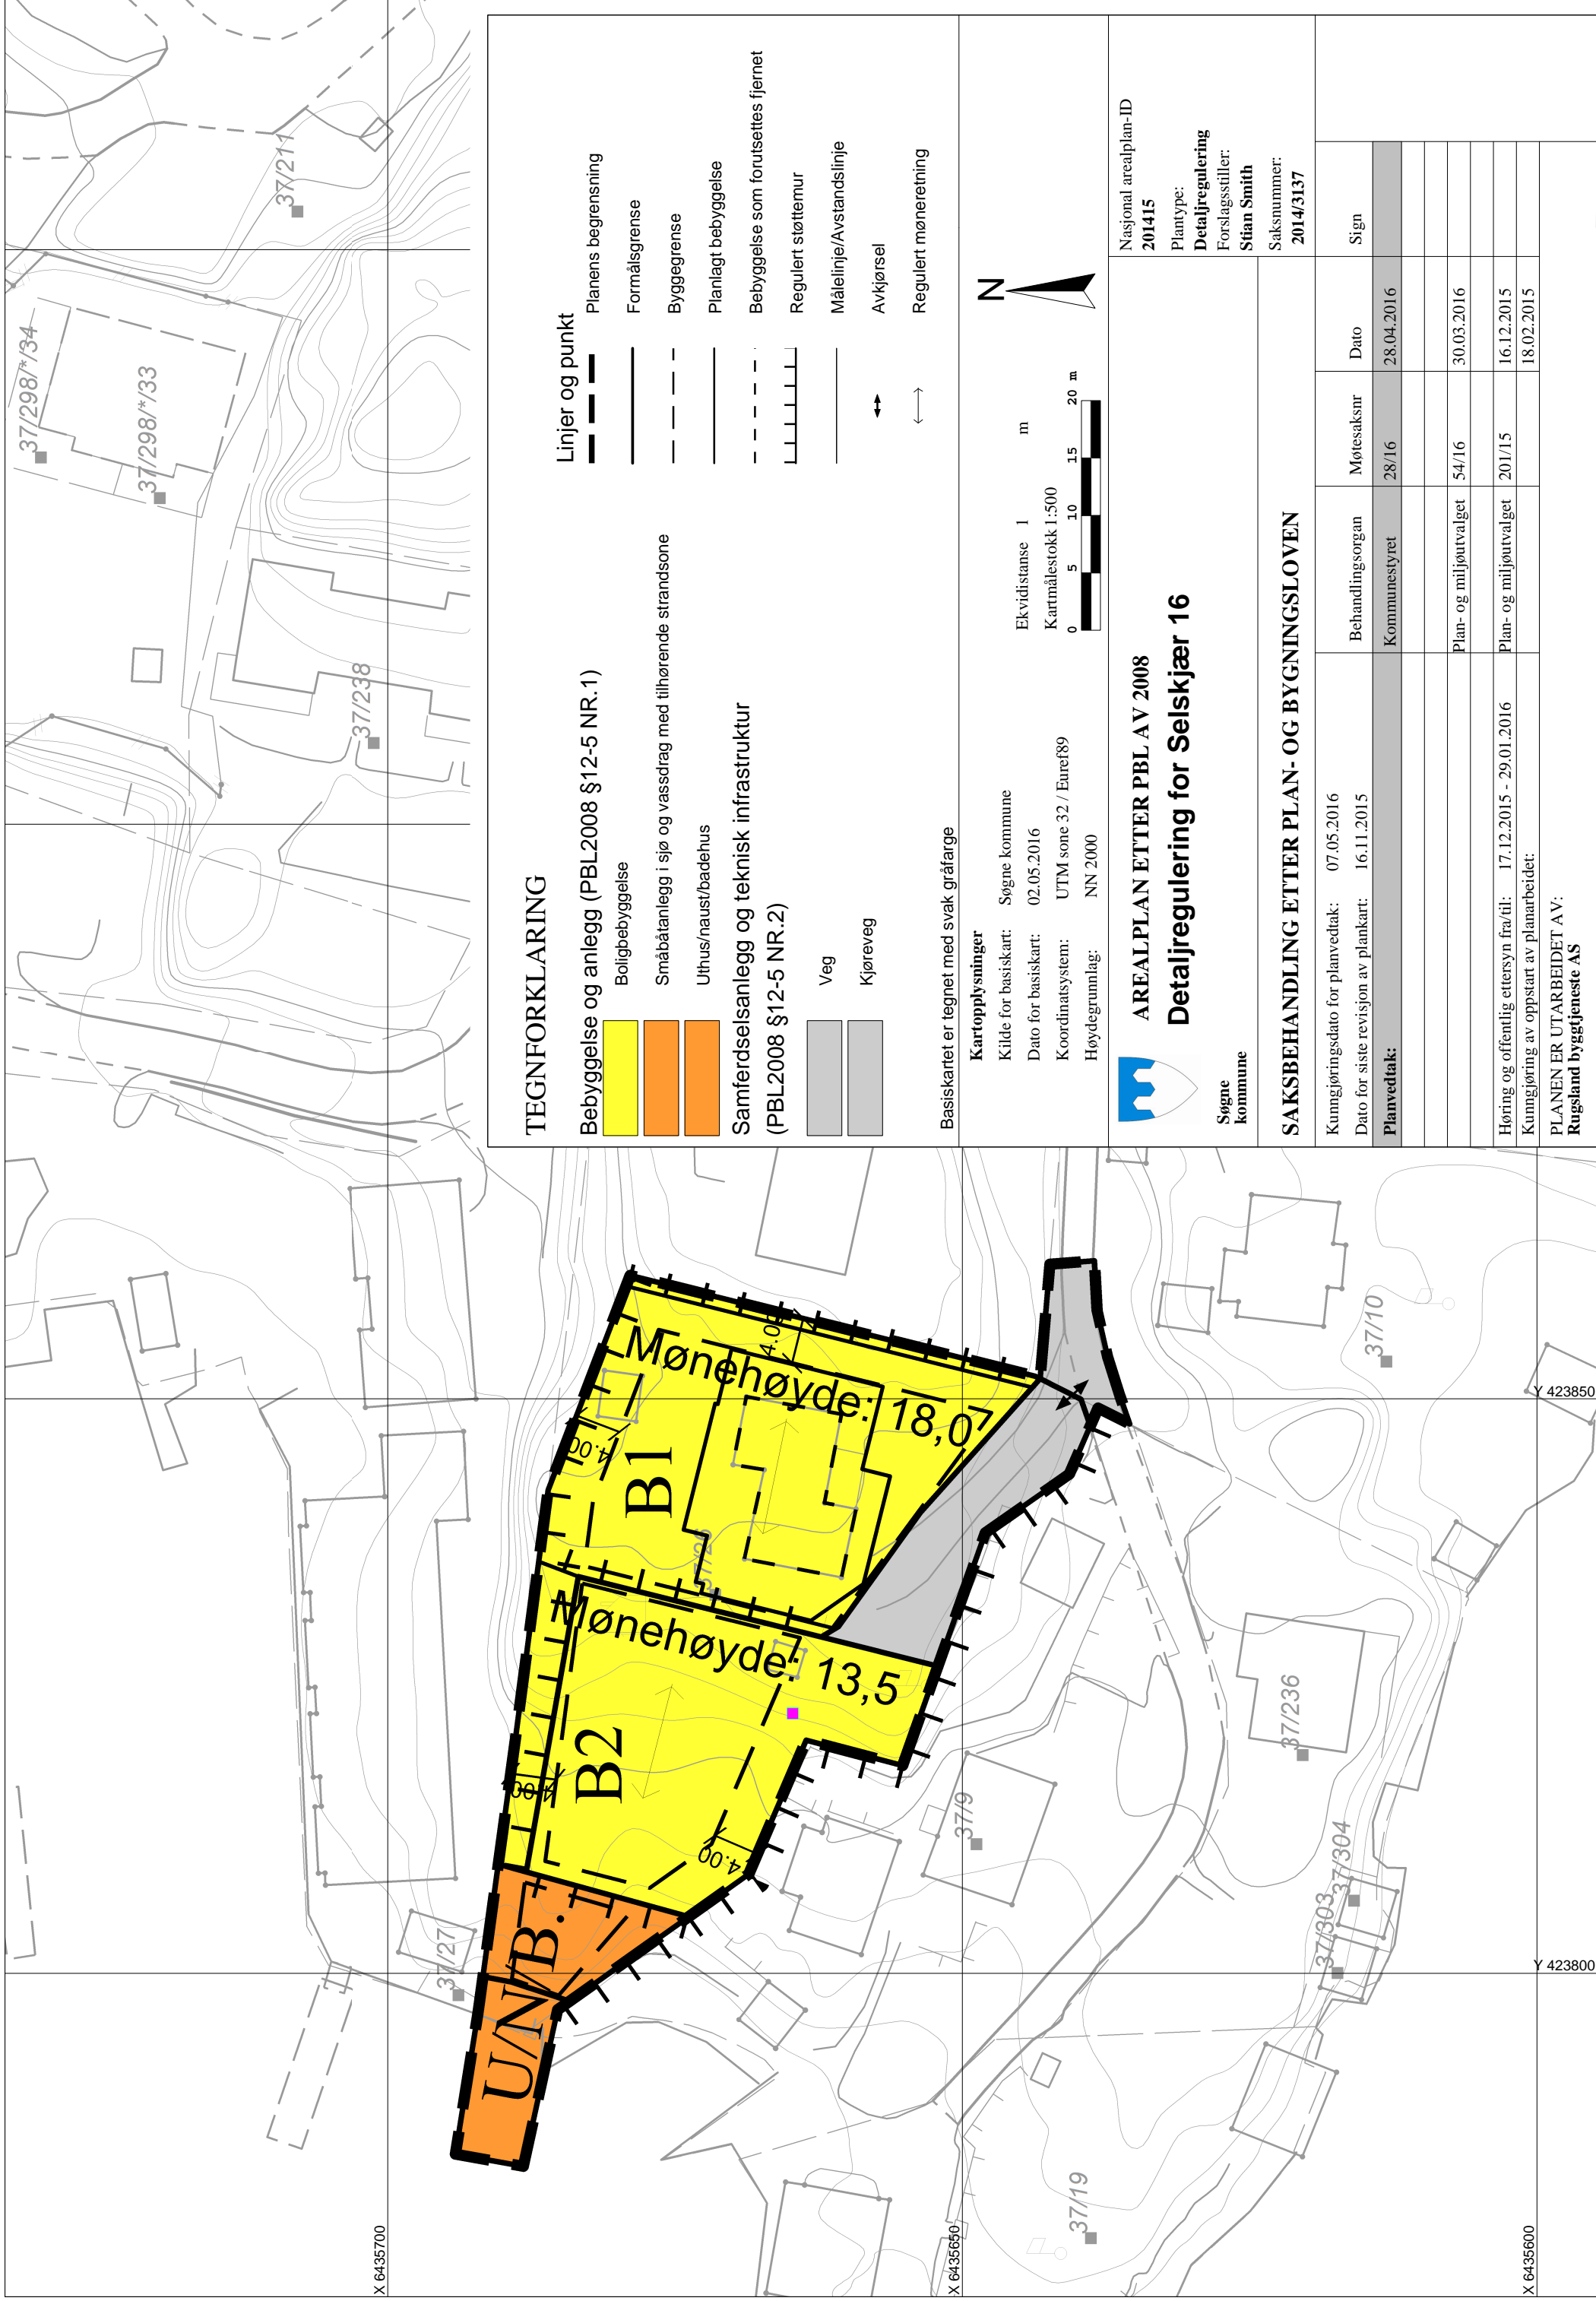 TEGNFORKLARING
Bebyggelse og anlegg (PBL2008 §12-5 NR.1)
Boligbebyggelse
Småbåtanlegg i sjø og vassdrag med tilhørende strandsone
Uthus/naust/badehus
Samferdselsanlegg og teknisk infrastruktur
(PBL2008 §12-5 NR.2)
Veg
Kjøreveg
Linjer og punkt
Planens begrensning
Formålsgrense
Byggegrense
Planlagt bebyggelse
Bebyggelse som forutsettes fjernet
Regulert støttemur
Målelinje/Avstandslinje
Avkjørsel
Regulert møneretning
Basiskartet er tegnet med svak gråfarge
Kartopplysninger
Kilde for basiskart: Søgne kommune
Dato for basiskart: 02.05.2016
Koordinatsystem: UTM sone 32 / Euref89
Høydegrunnlag: NN 2000
Ekvidistanse 1 m
Kartmålestokk 1:500
0 5 10 15 20 m
N
Søgne
kommune
AREALPLAN ETTER PBL AV 2008
Detaljregulering for Selskjær 16
Nasjonal arealplan-ID
201415
Plantype:
Detaljregulering
Forslagsstiller:
Stian Smith
Saksnummer:
2014/3137
SAKSBEHANDLING ETTER PLAN- OG BYGNINGSLOVEN
Kunngjøringsdato for planvedtak: 07.05.2016
Dato for siste revisjon av plankart: 16.11.2015 Behandlingsorgan Møtesaksnr Dato Sign
Planvedtak: Kommunestyret 28/16 28.04.2016
Plan- og miljøutvalget 54/16 30.03.2016
Høring og offentlig ettersyn fra/til: 17.12.2015 - 29.01.2016 Plan- og miljøutvalget 201/15 16.12.2015
Kunngjøring av oppstart av planarbeidet: 18.02.2015
PLANEN ER UTARBEIDET AV:
Rugsland byggtjeneste AS
37/298/*/34
37/298/*/33
37/211
37/238
B1
Mønehøyde: 18,0
4.00
4.00
B2
Mønehøyde: 13,5
4.00
4.00
U/N/B.
37/27
37/10
37/9
37/236
37/303
37/304
37/19
X 6435700
X 6435650
X 6435600
Y 423850
Y 423800